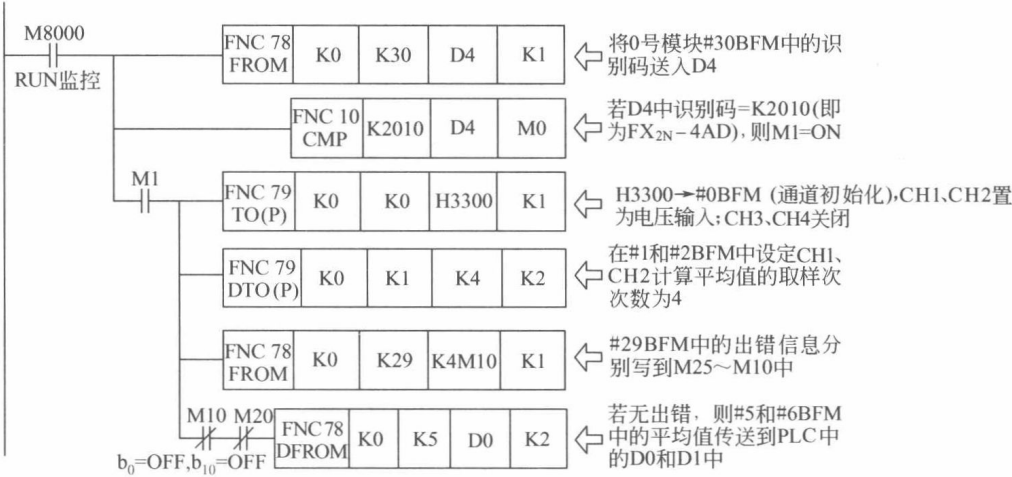 M8000
RUN监控
FNC 78
FROM
K0
K30
D4
K1
将0号模块#30BFM中的识
别码送入D4
FNC 10
CMP
K2010
D4
M0
若D4中识别码=K2010(即
为FX2N-4AD),则M1=ON
M1
FNC 79
TO(P)
K0
K0
H3300
K1
H3300→#0BFM (通道初始化),CH1、CH2置
为电压输入;CH3、CH4关闭
FNC 79
DTO(P)
K0
K1
K4
K2
在#1和#2BFM中设定CH1、
CH2计算平均值的取样次
次数为4
FNC 78
FROM
K0
K29
K4M10
K1
#29BFM中的出错信息分
别写到M25～M10中
M10 M20
b0=OFF,b10=OFF
FNC78
DFROM
K0
K5
D0
K2
若无出错，则#5和#6BFM
中的平均值传送到PLC中
的D0和D1中